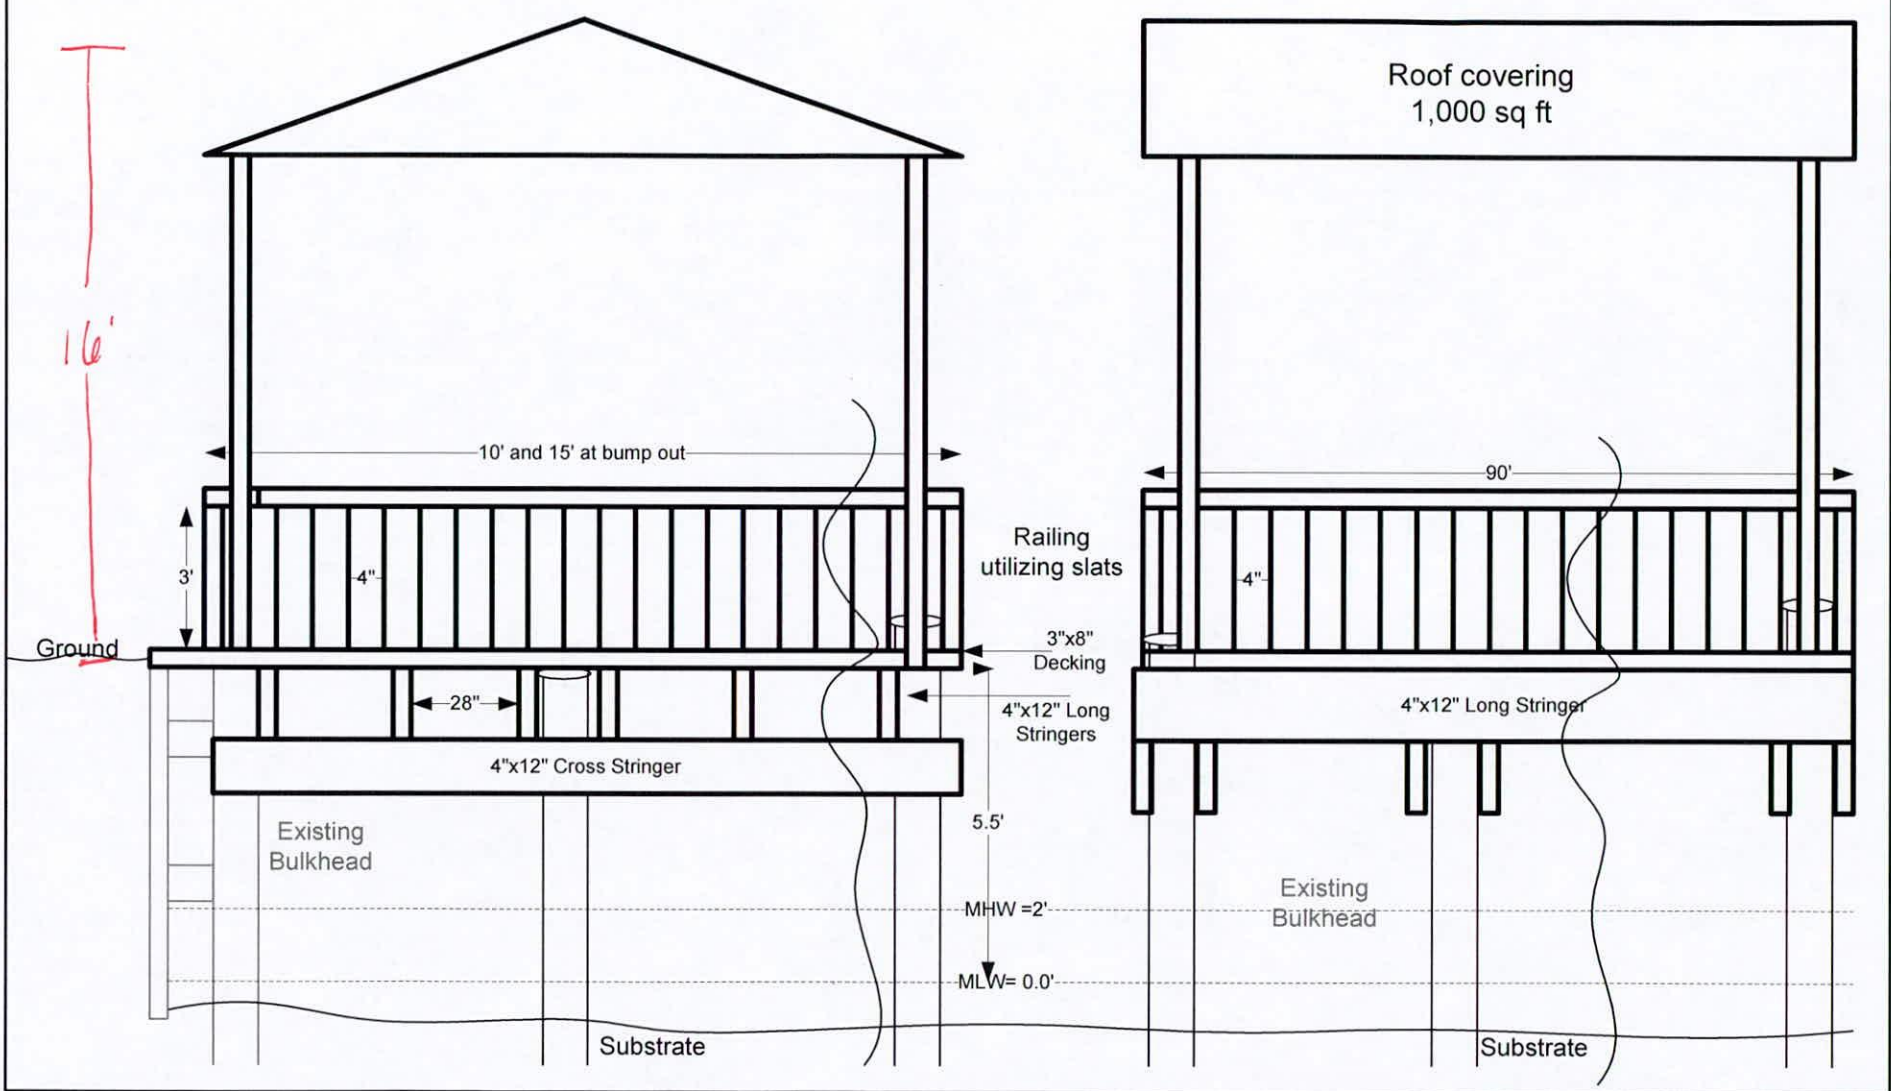 Roof covering
1,000 sq ft
16'
10' and 15' at bump out
90'
3'
4"
Railing
utilizing slats
4"
Ground
3"x8"
Decking
28"
4"x12" Long
Stringers
4"x12" Long Stringer
4"x12" Cross Stringer
5.5'
Existing
Bulkhead
Existing
Bulkhead
MHW =2'
MLW= 0.0'
Substrate
Substrate